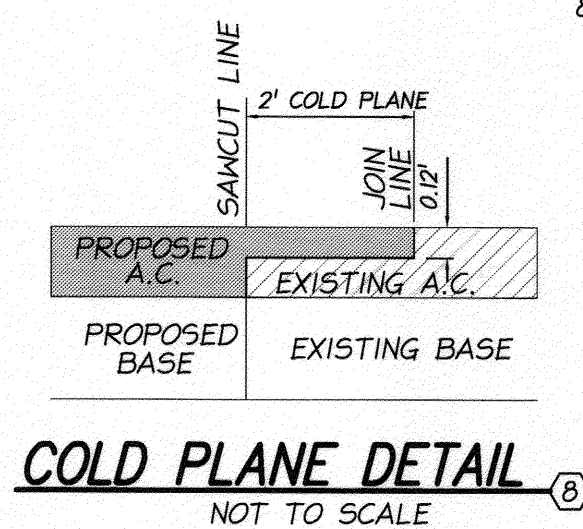 SAWCUT LINE
2' COLD PLANE
JOIN
LINE
0.12'
PROPOSED
A.C.
EXISTING A.C.
PROPOSED
BASE
EXISTING BASE
COLD PLANE DETAIL
8
NOT TO SCALE